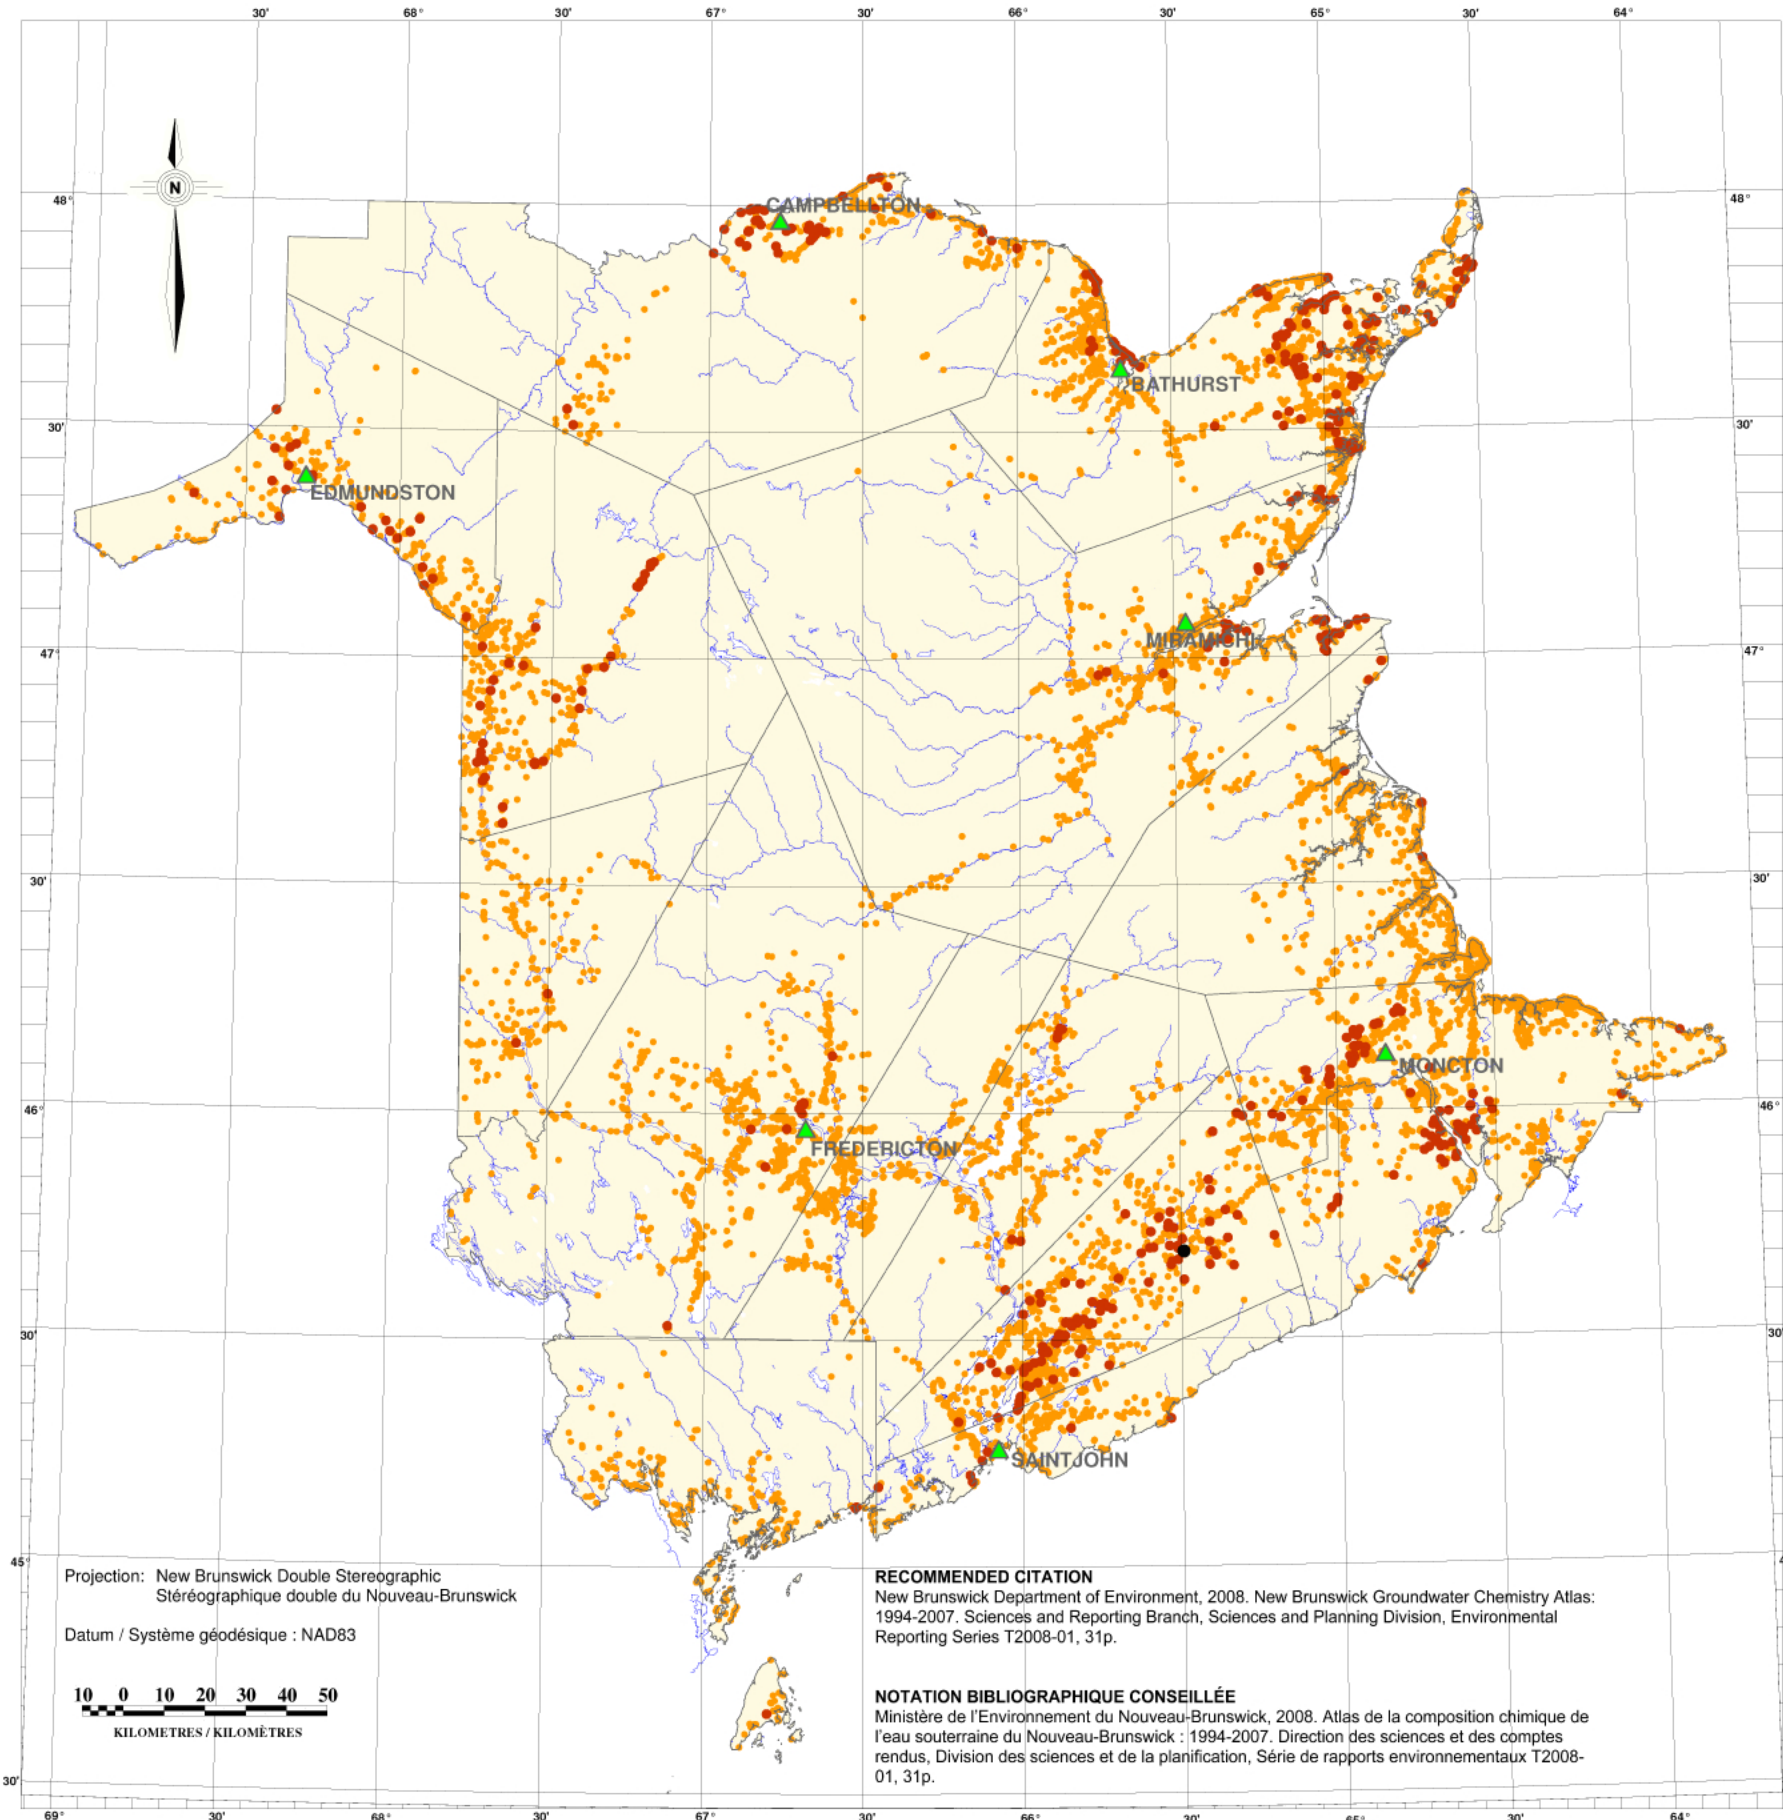 30' 68° 30' 67° 30' 66° 30' 65° 30' 64°
N
48° 48°
CAMPBELLTON
BATHURST
30' 30'
EDMUNDSTON
MIRAMICHI
47° 47°
30' 30'
MONCTON
46° 46°
FREDERICTON
30' 30'
SAINT JOHN
45°
Projection: New Brunswick Double Stereographic
Stéréographique double du Nouveau-Brunswick
Datum / Système géodésique : NAD83
10 0 10 20 30 40 50
KILOMETRES / KILOMÈTRES
RECOMMENDED CITATION
New Brunswick Department of Environment, 2008. New Brunswick Groundwater Chemistry Atlas:
1994-2007. Sciences and Reporting Branch, Sciences and Planning Division, Environmental
Reporting Series T2008-01, 31p.
NOTATION BIBLIOGRAPHIQUE CONSEILLÉE
Ministère de l'Environnement du Nouveau-Brunswick, 2008. Atlas de la composition chimique de
l'eau souterraine du Nouveau-Brunswick : 1994-2007. Direction des sciences et des comptes
rendus, Division des sciences et de la planification, Série de rapports environnementaux T2008-
01, 31p.
30'
69° 30' 68° 30' 67° 30' 66° 30' 65° 30' 64°